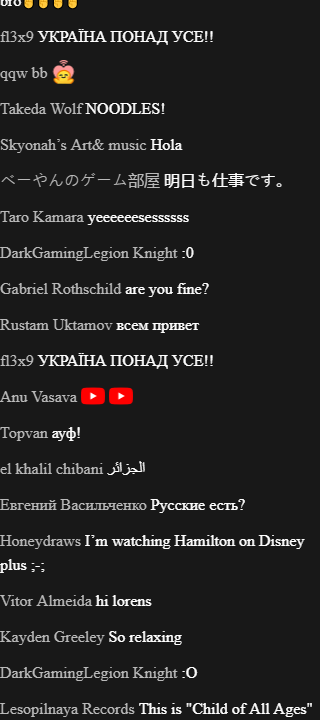 bro
fl3x9 УКРАЇНА ПОНАД УСЕ!!
qqw bb
Takeda Wolf NOODLES!
Skyonah's Art& music Hola
べーやんのゲーム部屋 明日も仕事です。
Taro Kamara yeeeeeesessssss
DarkGamingLegion Knight :0
Gabriel Rothschild are you fine?
Rustam Uktamov всем привет
fl3x9 УКРАЇНА ПОНАД УСЕ!!
Anu Vasava
Topvan ауф!
el khalil chibani الجزائر
Евгений Васильченко Русские есть?
Honeydraws I'm watching Hamilton on Disney
plus ;-;
Vitor Almeida hi lorens
Kayden Greeley So relaxing
DarkGamingLegion Knight :O
Lesopilnaya Records This is "Child of All Ages"